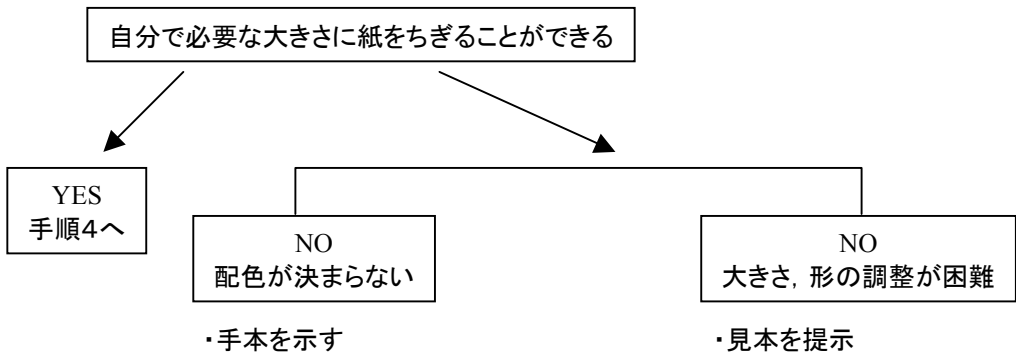 自分で必要な大きさに紙をちぎることができる
YES
手順４へ
NO
配色が決まらない
NO
大きさ，形の調整が困難
・手本を示す
・見本を提示